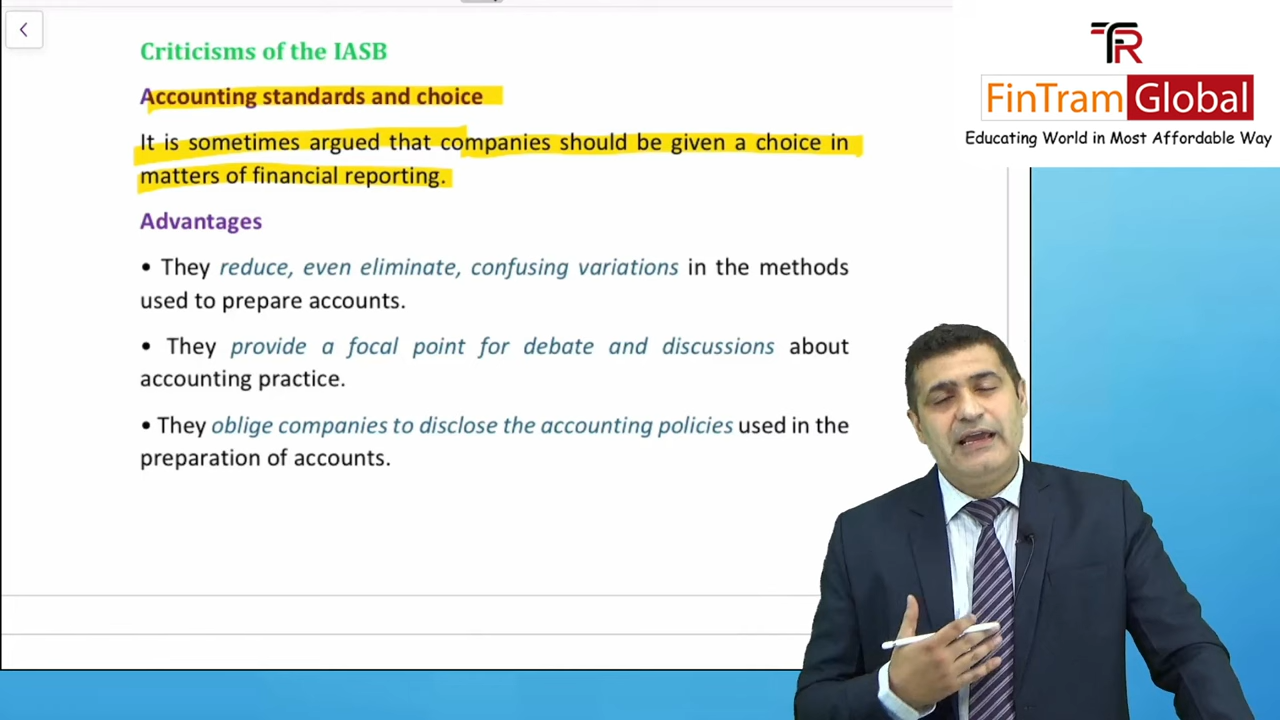 Criticisms of the IASB
Accounting standards and choice
It is sometimes argued that companies should be given a choice in
matters of financial reporting.
Advantages
• They reduce, even eliminate, confusing variations in the methods
used to prepare accounts.
• They provide a focal point for debate and discussions about
accounting practice.
• They oblige companies to disclose the accounting policies used in the
preparation of accounts.
TR
FinTram Global
Educating World in Most Affordable Way